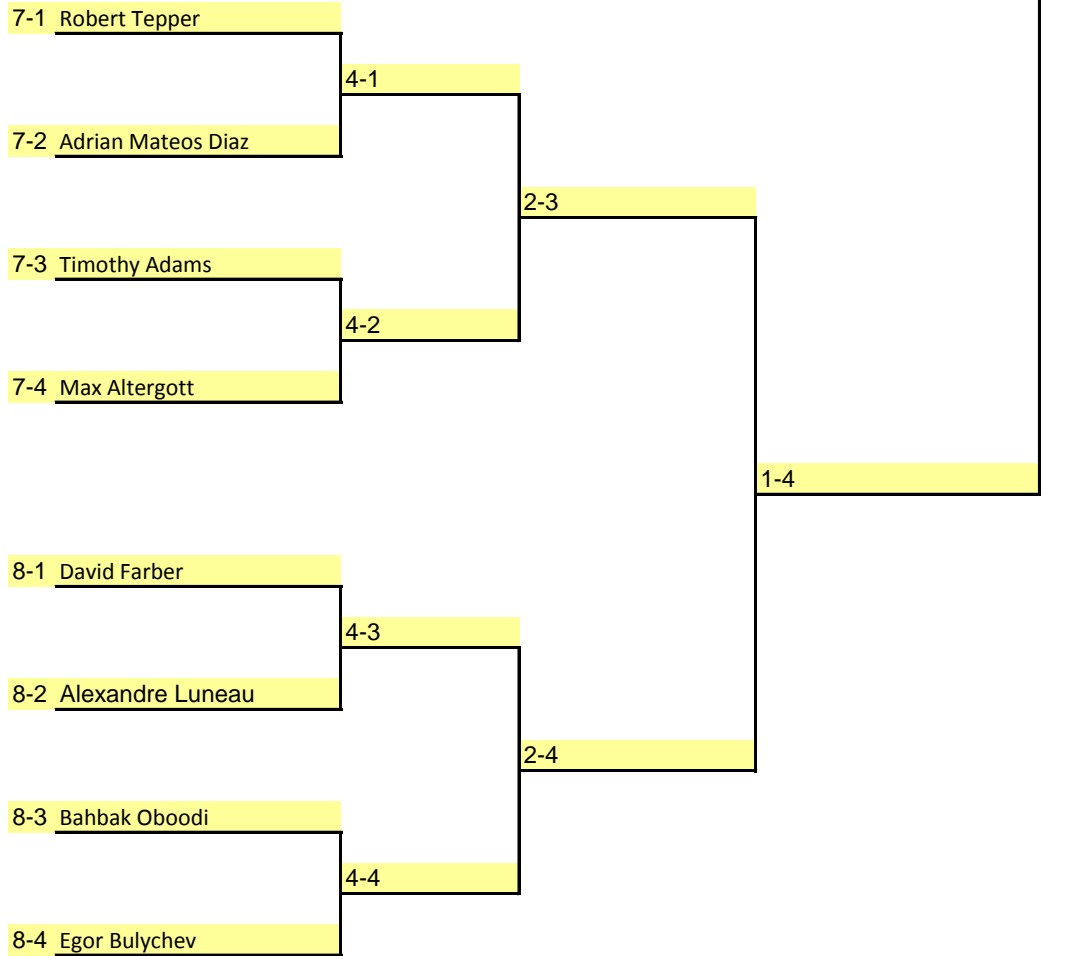 7-1 Robert Tepper
4-1
7-2 Adrian Mateos Diaz
2-3
7-3 Timothy Adams
4-2
7-4 Max Altergott
1-4
8-1 David Farber
4-3
8-2 Alexandre Luneau
2-4
8-3 Bahbak Oboodi
4-4
8-4 Egor Bulychev